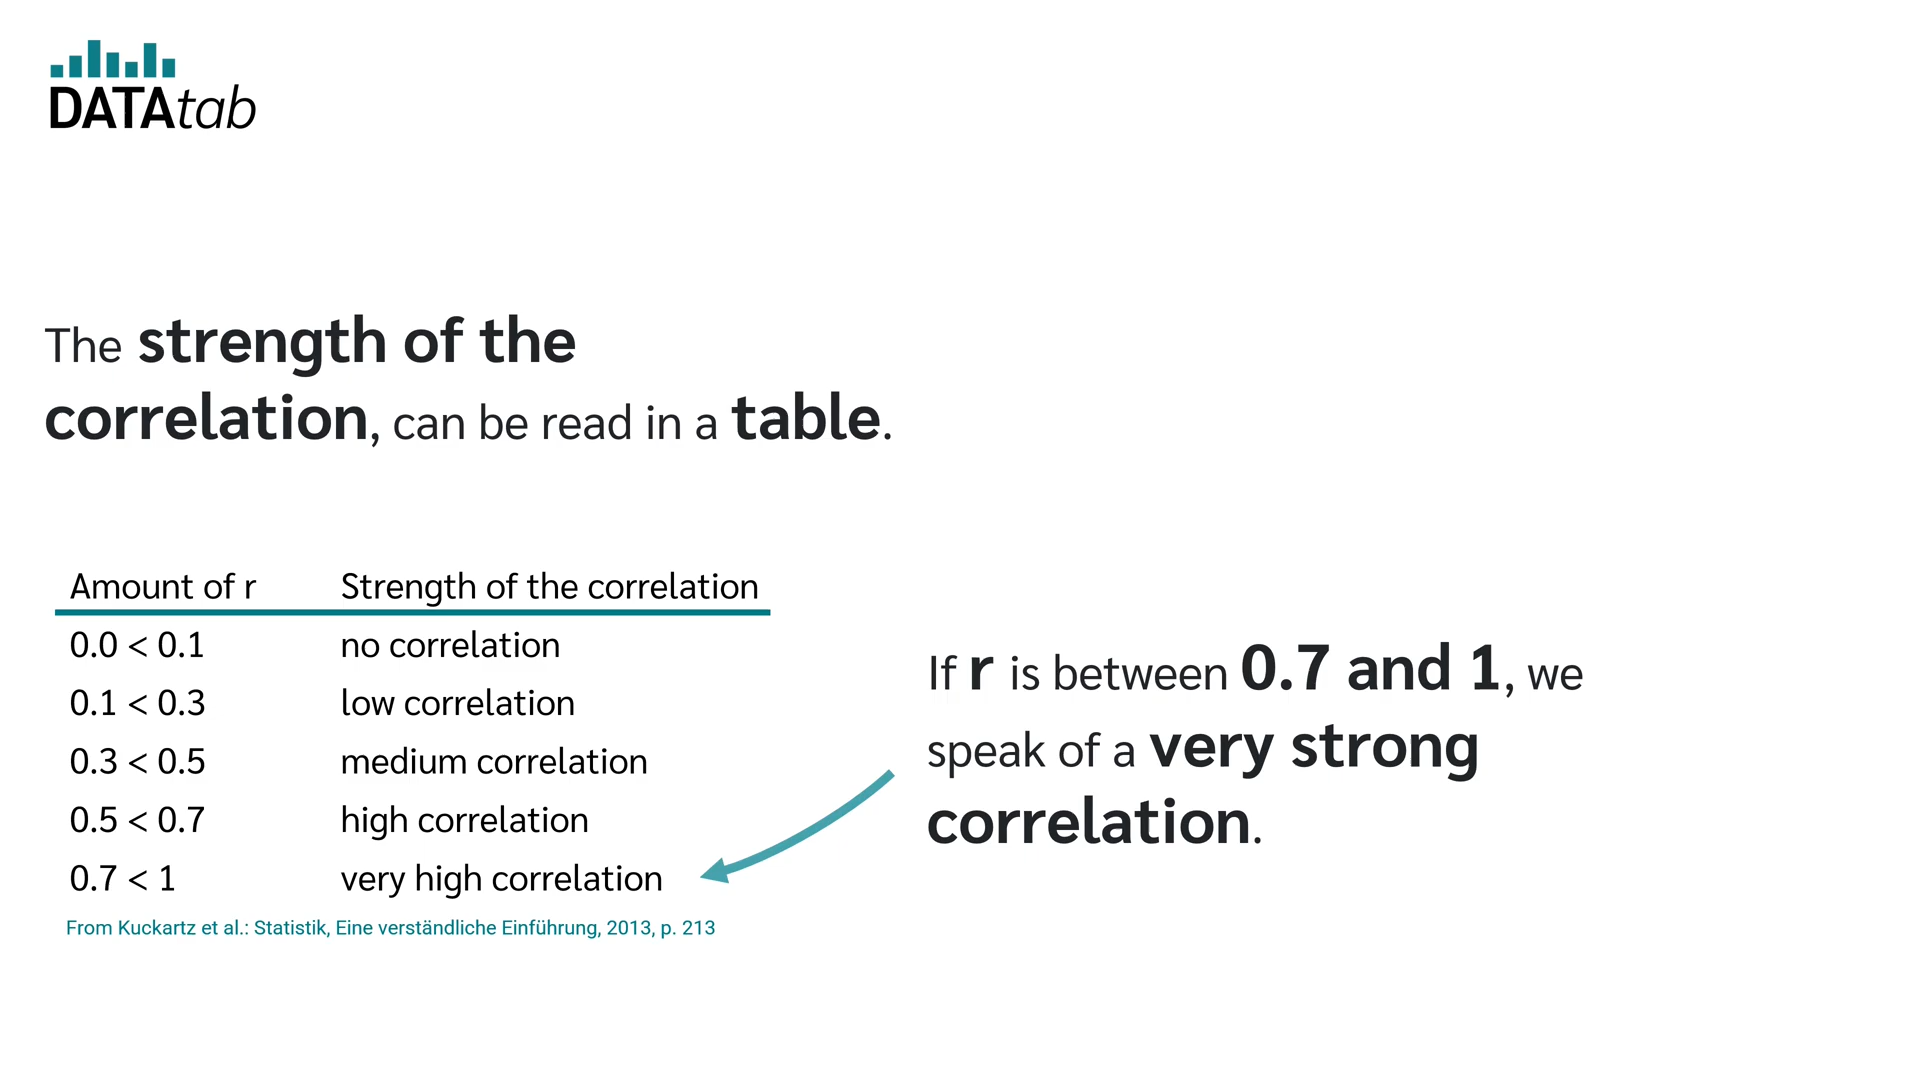 DATAtab
The strength of the
correlation, can be read in a table.
Amount of r Strength of the correlation
0.0 < 0.1 no correlation
0.1 < 0.3 low correlation
0.3 < 0.5 medium correlation
0.5 < 0.7 high correlation
0.7 < 1 very high correlation
From Kuckartz et al.: Statistik, Eine verständliche Einführung, 2013, p. 213
If r is between 0.7 and 1, we
speak of a very strong
correlation.